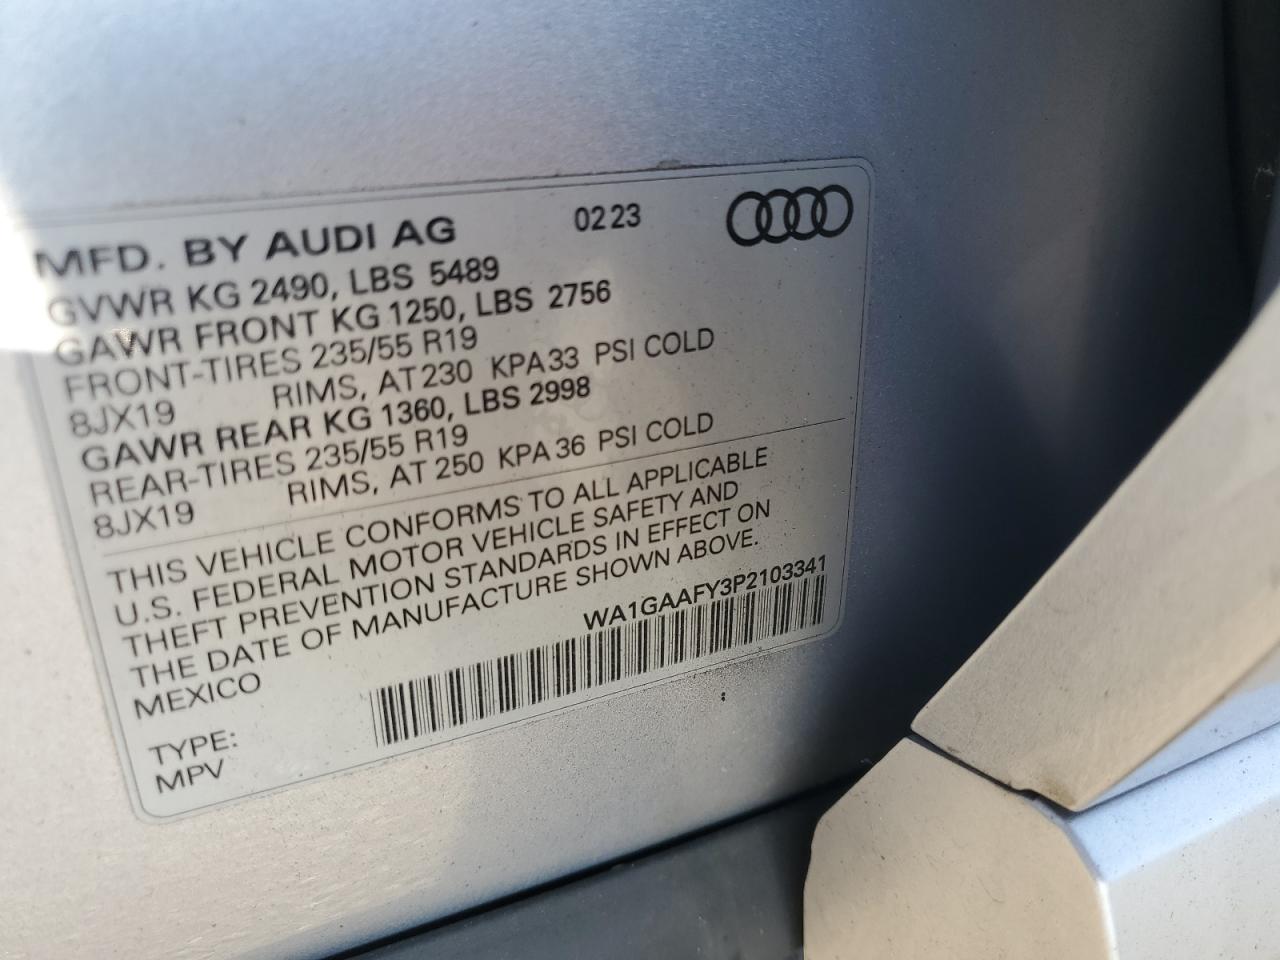 MFD. BY AUDI AG 0223
GVWR KG 2490, LBS 5489
GAWR FRONT KG 1250, LBS 2756
FRONT-TIRES 235/55 R19
8JX19 RIMS, AT 230 KPA 33 PSI COLD
GAWR REAR KG 1360, LBS 2998
REAR-TIRES 235/55 R19
8JX19 RIMS, AT 250 KPA 36 PSI COLD
THIS VEHICLE CONFORMS TO ALL APPLICABLE
U.S. FEDERAL MOTOR VEHICLE SAFETY AND
THEFT PREVENTION STANDARDS IN EFFECT ON
THE DATE OF MANUFACTURE SHOWN ABOVE.
MEXICO WA1GAAFY3P2103341
TYPE:
MPV